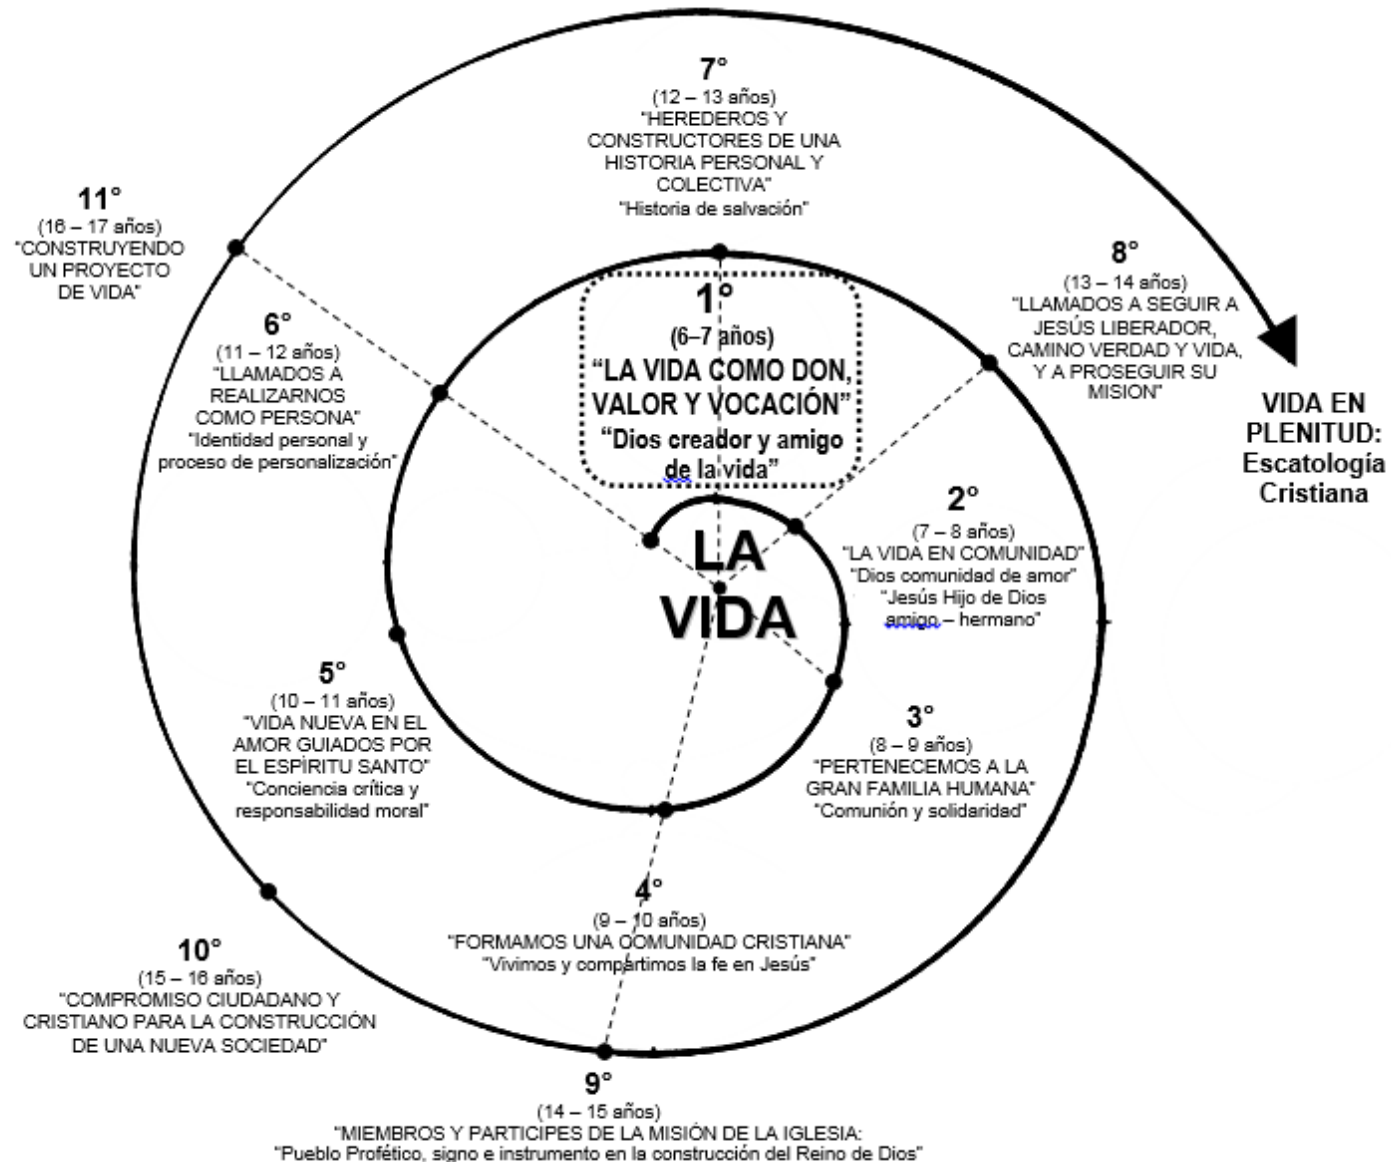 7°
(12 – 13 años)
"HEREDEROS Y
CONSTRUCTORES DE UNA
HISTORIA PERSONAL Y
COLECTIVA"
"Historia de salvación"
11°
(16 – 17 años)
"CONSTRUYENDO
UN PROYECTO
DE VIDA"
8°
(13 – 14 años)
"LLAMADOS A SEGUIR A
JESÚS LIBERADOR,
CAMINO VERDAD Y VIDA,
Y A PROSEGUIR SU
MISION"
1°
(6–7 años)
“LA VIDA COMO DON,
VALOR Y VOCACIÓN”
“Dios creador y amigo
de la vida”
6°
(11 – 12 años)
"LLAMADOS A
REALIZARNOS
COMO PERSONA"
"Identidad personal y
proceso de personalización"
VIDA EN
PLENITUD:
Escatología
Cristiana
2°
(7 – 8 años)
"LA VIDA EN COMUNIDAD"
"Dios comunidad de amor"
"Jesús Hijo de Dios
amigo – hermano"
LA
VIDA
5°
(10 – 11 años)
"VIDA NUEVA EN EL
AMOR GUIADOS POR
EL ESPÍRITU SANTO"
"Conciencia crítica y
responsabilidad moral"
3°
(8 – 9 años)
"PERTENECEMOS A LA
GRAN FAMILIA HUMANA"
"Comunión y solidaridad"
4°
(9 – 10 años)
"FORMAMOS UNA COMUNIDAD CRISTIANA"
"Vivimos y compartimos la fe en Jesús"
10°
(15 – 16 años)
"COMPROMISO CIUDADANO Y
CRISTIANO PARA LA CONSTRUCCIÓN
DE UNA NUEVA SOCIEDAD"
9°
(14 – 15 años)
"MIEMBROS Y PARTICIPES DE LA MISIÓN DE LA IGLESIA:
"Pueblo Profético, signo e instrumento en la construcción del Reino de Dios"